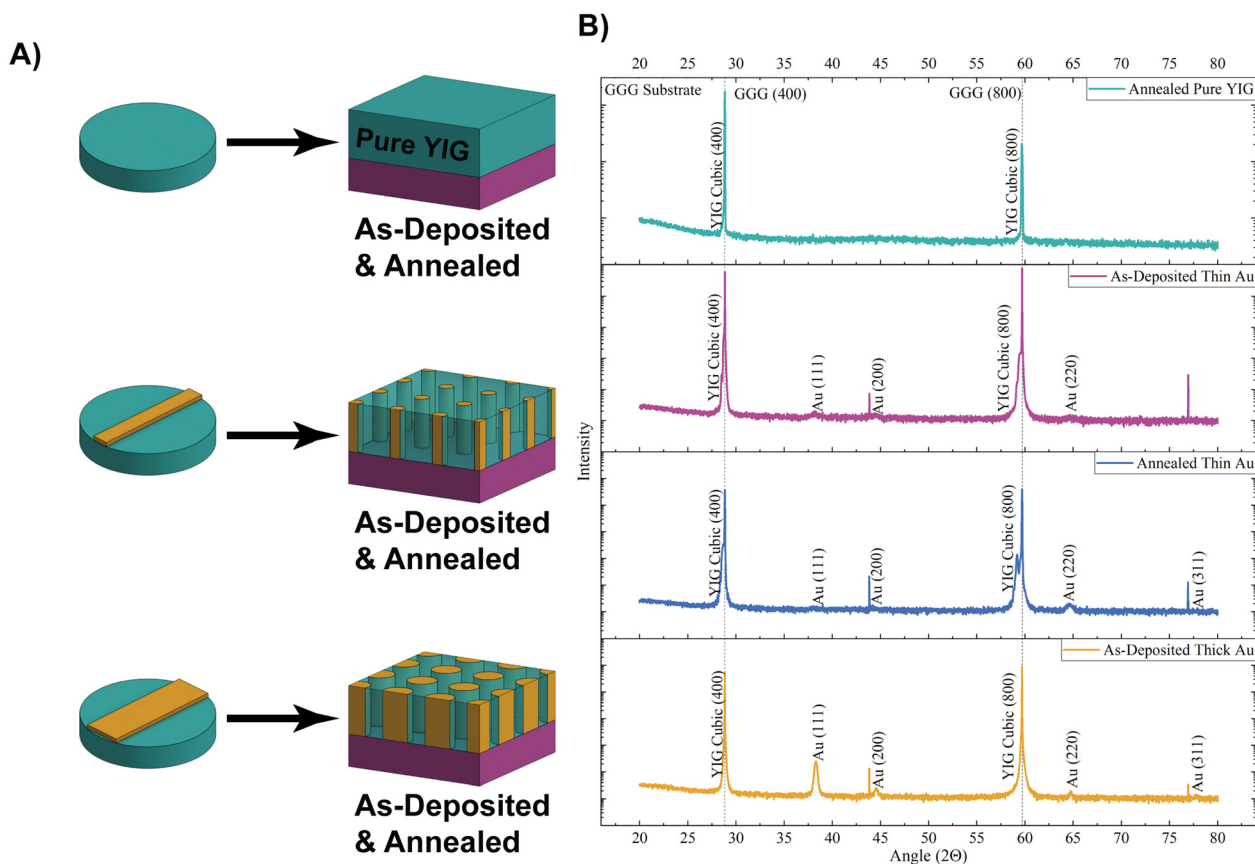 A)
Pure YIG
As-Deposited
& Annealed
As-Deposited
& Annealed
As-Deposited
& Annealed
B)
20 25 30 35 40 45 50 55 60 65 70 75 80
GGG Substrate
GGG (400)
GGG (800)
Annealed Pure YIG
YIG Cubic (400)
YIG Cubic (800)
As-Deposited Thin Au
YIG Cubic (400)
Au (111)
Au (200)
YIG Cubic (800)
Au (220)
Intensity
Annealed Thin Au
YIG Cubic (400)
Au (111)
Au (200)
YIG Cubic (800)
Au (220)
Au (311)
As-Deposited Thick Au
YIG Cubic (400)
Au (111)
Au (200)
YIG Cubic (800)
Au (220)
Au (311)
20 25 30 35 40 45 50 55 60 65 70 75 80
Angle (2Θ)